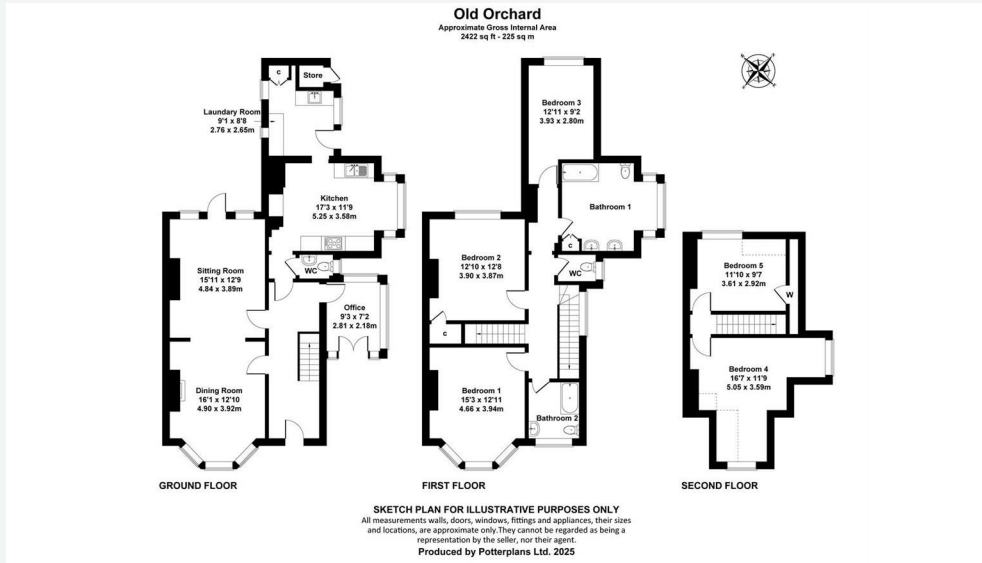 Old Orchard
Approximate Gross Internal Area
2422 sq ft - 225 sq m
C
Store
Laundary Room
9'1 x 8'8
2.76 x 2.65m
Kitchen
17'3 x 11'9
5.25 x 3.58m
Sitting Room
15'11 x 12'9
4.84 x 3.89m
WC
Office
9'3 x 7'2
2.81 x 2.18m
Dining Room
16'1 x 12'10
4.90 x 3.92m
GROUND FLOOR
Bedroom 3
12'11 x 9'2
3.93 x 2.80m
Bathroom 1
C
Bedroom 2
12'10 x 12'8
3.90 x 3.87m
WC
C
Bedroom 1
15'3 x 12'11
4.66 x 3.94m
Bathroom 2
FIRST FLOOR
Bedroom 5
11'10 x 9'7
3.61 x 2.92m
W
Bedroom 4
16'7 x 11'9
5.05 x 3.59m
SECOND FLOOR
SKETCH PLAN FOR ILLUSTRATIVE PURPOSES ONLY
All measurements walls, doors, windows, fittings and appliances, their sizes
and locations, are approximate only.They cannot be regarded as being a
representation by the seller, nor their agent.
Produced by Potterplans Ltd. 2025